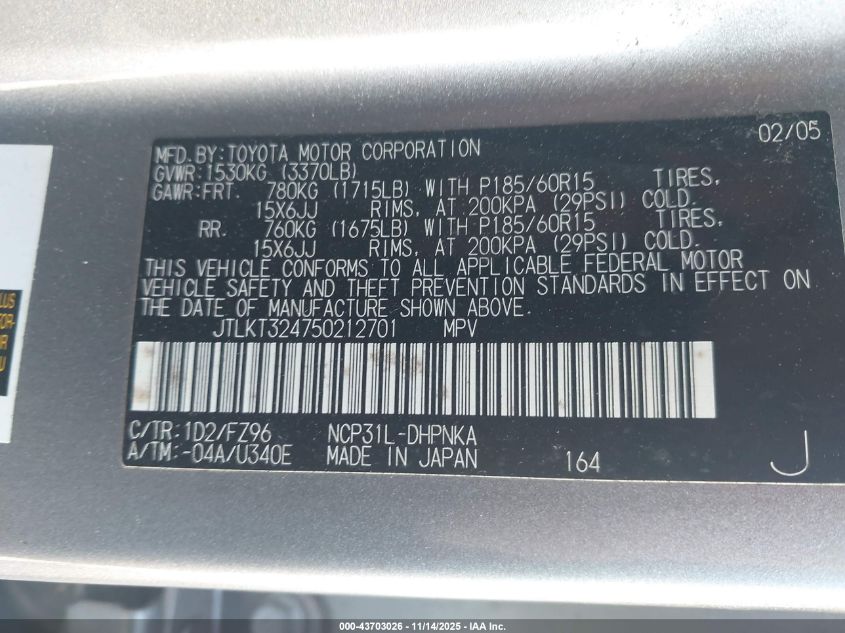 02/05
MFD.BY:TOYOTA MOTOR CORPORATION
GVWR:1530KG (3370LB)
GAWR:FRT. 780KG (1715LB) WITH P185/60R15 TIRES,
15X6JJ RIMS, AT 200KPA (29PSI) COLD.
RR. 760KG (1675LB) WITH P185/60R15 TIRES,
15X6JJ RIMS, AT 200KPA (29PSI) COLD.
THIS VEHICLE CONFORMS TO ALL APPLICABLE FEDERAL MOTOR
VEHICLE SAFETY AND THEFT PREVENTION STANDARDS IN EFFECT ON
THE DATE OF MANUFACTURE SHOWN ABOVE.
JTLKT324750212701 MPV
C/TR:1D2/FZ96 NCP31L-DHPNKA
A/TM:-04A/U340E MADE IN JAPAN 164 J
000-43703026 - 11/14/2025 - IAA Inc.